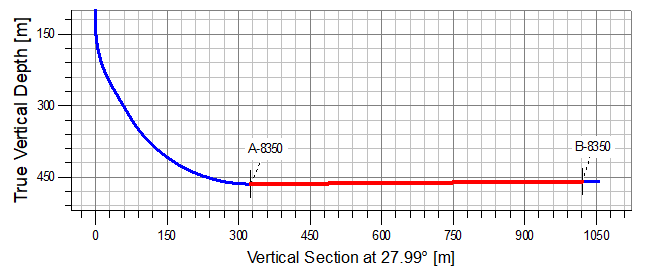 True Vertical Depth [m]
150
300
450
A-8350
B-8350
0 150 300 450 600 750 900 1050
Vertical Section at 27.99° [m]